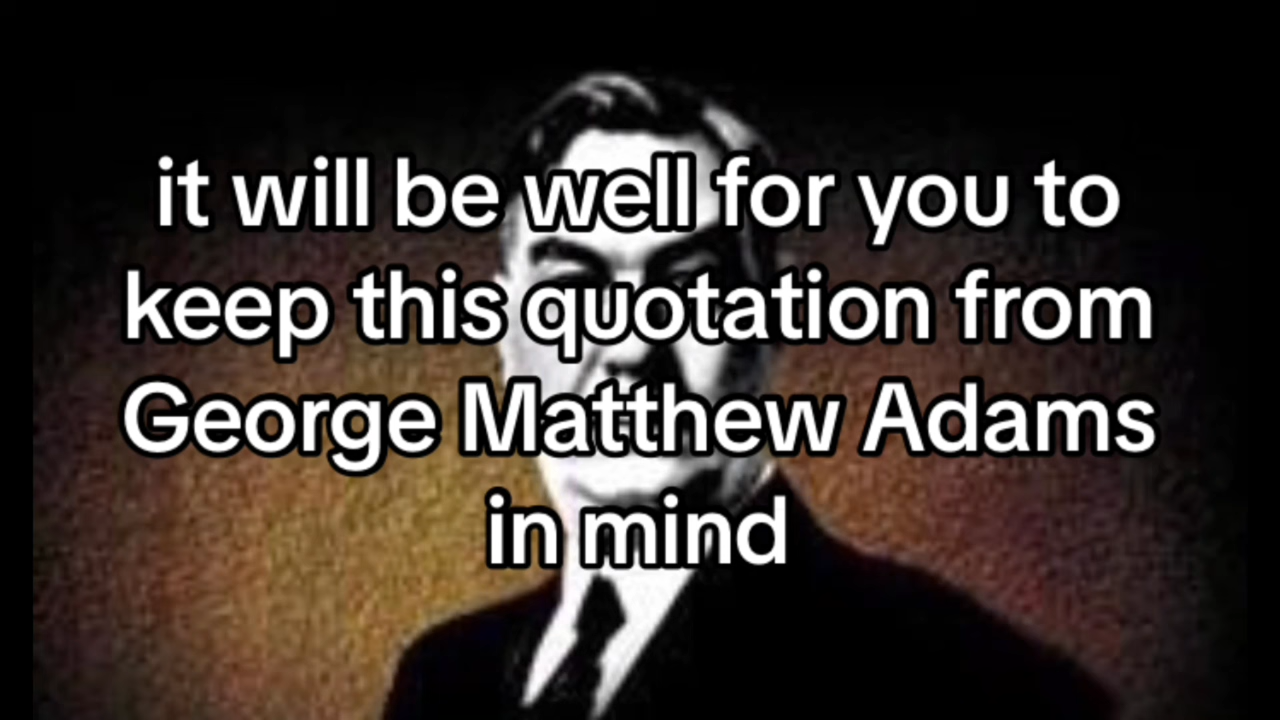 it will be well for you to
keep this quotation from
George Matthew Adams
in mind